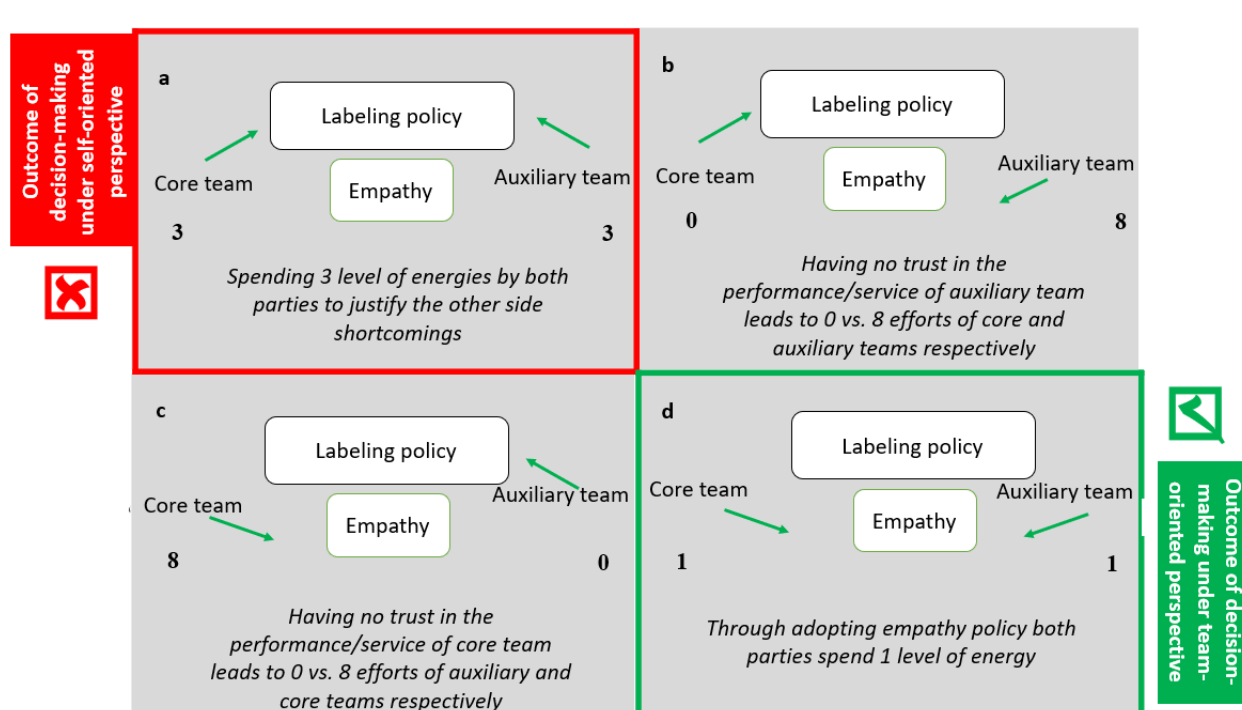 Outcome of
decision-making
under self-oriented
perspective
a
Labeling policy
Core team
Empathy
Auxiliary team
3
3
Spending 3 level of energies by both
parties to justify the other side
shortcomings
b
Labeling policy
Core team
Empathy
Auxiliary team
0
8
Having no trust in the
performance/service of auxiliary team
leads to 0 vs. 8 efforts of core and
auxiliary teams respectively
c
Labeling policy
Core team
Empathy
Auxiliary team
8
0
Having no trust in the
performance/service of core team
leads to 0 vs. 8 efforts of auxiliary and
core teams respectively
d
Labeling policy
Core team
Empathy
Auxiliary team
1
1
Through adopting empathy policy both
parties spend 1 level of energy
Outcome of decision-
making under team-
oriented perspective